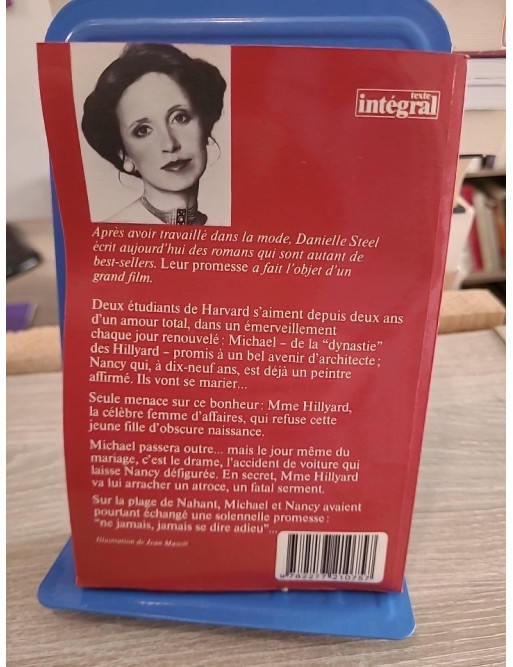 texte
intégral
Après avoir travaillé dans la mode, Danielle Steel
écrit aujourd'hui des romans qui sont autant de
best-sellers. Leur promesse a fait l'objet d'un
grand film.
Deux étudiants de Harvard s'aiment depuis deux ans
d'un amour total, dans un émerveillement
chaque jour renouvelé : Michael – de la "dynastie"
des Hillyard – promis à un bel avenir d'architecte ;
Nancy qui, à dix-neuf ans, est déjà un peintre
affirmé. Ils vont se marier...
Seule menace sur ce bonheur : Mme Hillyard,
la célèbre femme d'affaires, qui refuse cette
jeune fille d'obscure naissance.
Michael passera outre... mais le jour même du
mariage, c'est le drame, l'accident de voiture qui
laisse Nancy défigurée. En secret, Mme Hillyard
va lui arracher un atroce, un fatal serment.
Sur la plage de Nahant, Michael et Nancy avaient
pourtant échangé une solennelle promesse :
"ne jamais, jamais se dire adieu"...
Illustration de Jean Mascii
9 782277 210757